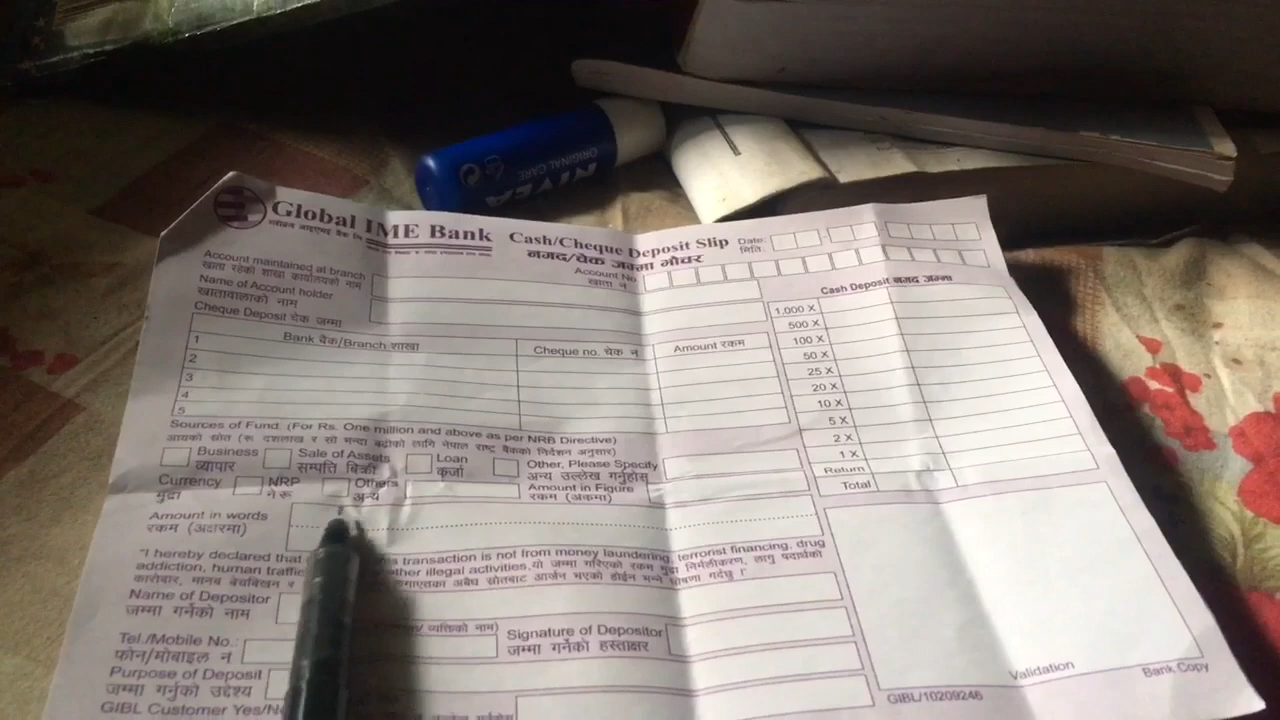 Global IME Bank
ग्लोबल आइएमई बैंक लि.
Cash/Cheque Deposit Slip
नगद/चेक जम्मा भौचर
Date:
मिति:
Account maintained at branch
खाता रहेको शाखा कार्यालयको नाम
Account No
खाता नं
Name of Account holder
खातावालाको नाम
Cheque Deposit चेक जम्मा
Bank बैंक/Branch शाखा
Cheque no. चेक नं
Amount रकम
1
2
3
4
5
Cash Deposit नगद जम्मा
1,000 X
500 X
100 X
50 X
25 X
20 X
10 X
5 X
2 X
1 X
Return
Total
Sources of Fund: (For Rs. One million and above as per NRB Directive)
आयको स्रोत (रू दशलाख र सो भन्दा बढीको लागि नेपाल राष्ट्र बैंकको निर्देशन अनुसार)
Business Sale of Assets Loan Other, Please Specify
व्यापार सम्पति बिक्री कर्जा अन्य उल्लेख गर्नुहोस्
Currency NRP Others Amount in Figure
मुद्रा ने रू अन्य रकम (अंकमा)
Amount in words
रकम (अक्षरमा)
"I hereby declared that transaction is not from money laundering, terrorist financing, drug
addiction, human other illegal activities. यो जम्मा गरिएको रकम मुद्रा निर्मलीकरण, लागु पदार्थको
कारोबार, मानव बेचबिखन र अवैध स्रोतबाट आर्जन भएको होईन भन्ने घोषणा गर्दछु ।"
Name of Depositor
जम्मा गर्नेको नाम
व्यक्तिको नाम)
Tel./Mobile No.:
फोन/मोबाइल नं
Signature of Depositor
जम्मा गर्नेको हस्ताक्षर
Purpose of Deposit
जम्मा गर्नुको उद्देश्य
GIBL Customer Yes/No
Validation
Bank Copy
GIBL/10209246
NIVEA
ORIGINAL CARE